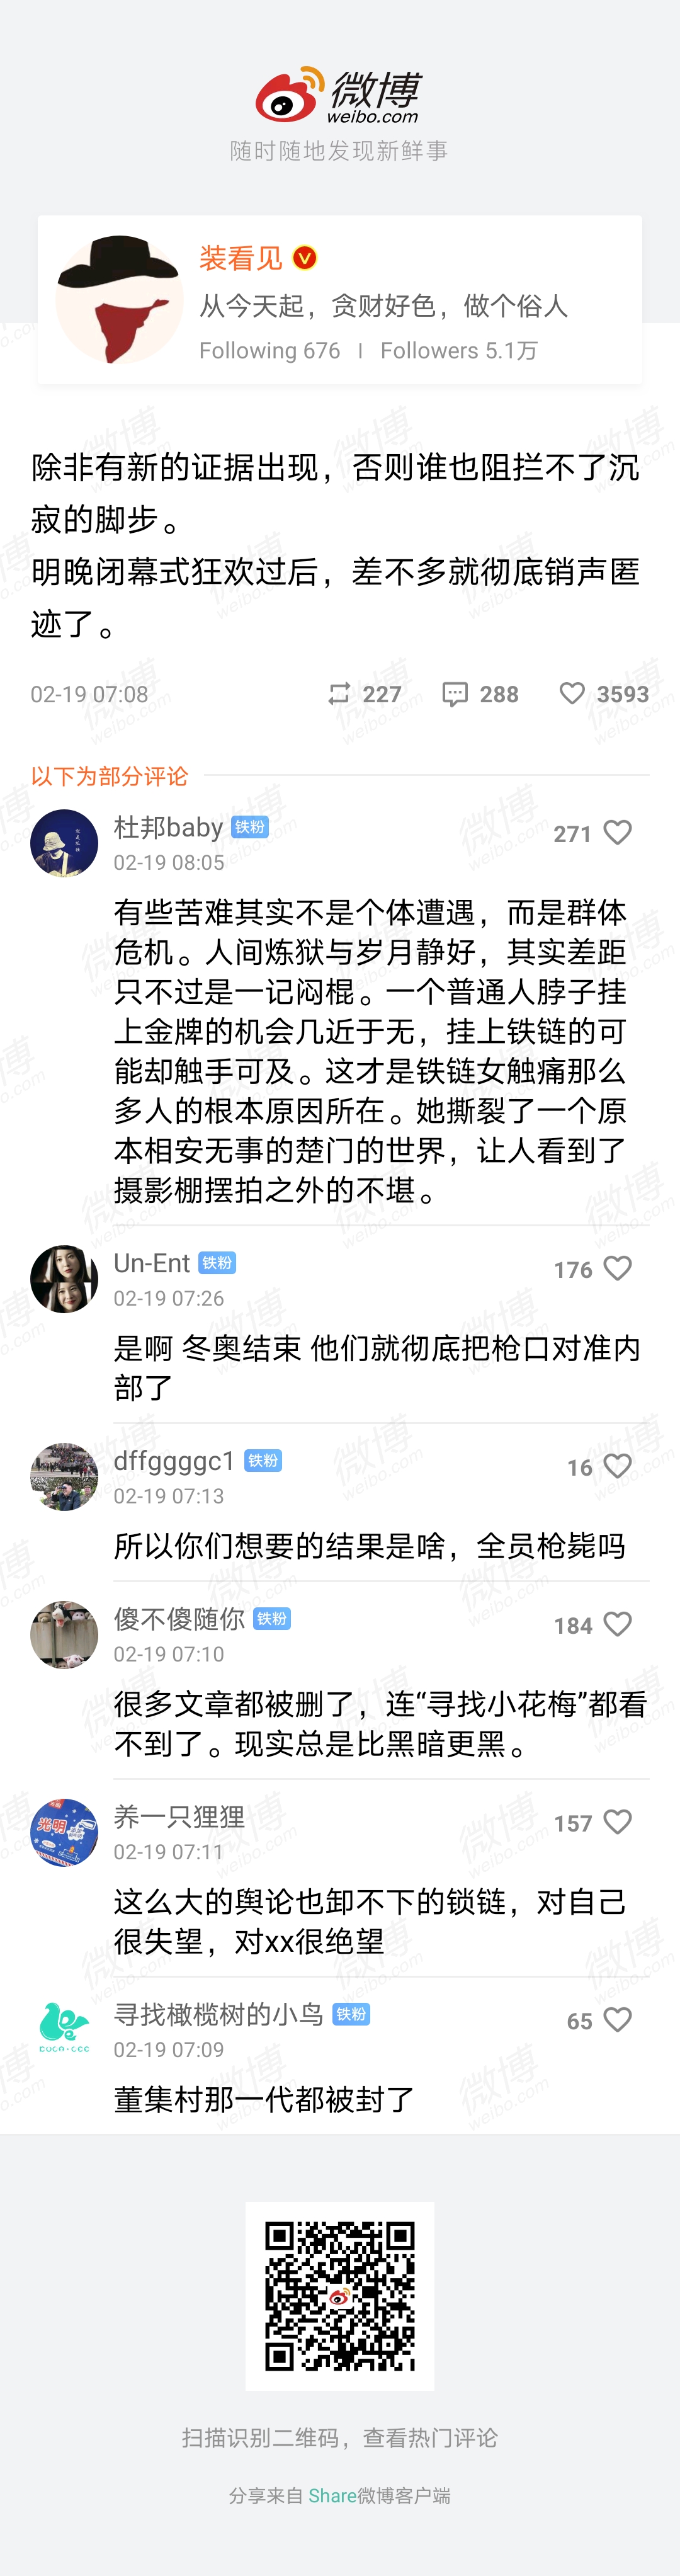 微博
weibo.com
随时随地发现新鲜事
装看见
从今天起，贪财好色，做个俗人
Following 676 | Followers 5.1万
除非有新的证据出现，否则谁也阻拦不了沉
寂的脚步。
明晚闭幕式狂欢过后，差不多就彻底销声匿
迹了。
02-19 07:08 227 288 3593
以下为部分评论
杜邦baby 铁粉 271
02-19 08:05
有些苦难其实不是个体遭遇，而是群体
危机。人间炼狱与岁月静好，其实差距
只不过是一记闷棍。一个普通人脖子挂
上金牌的机会几近于无，挂上铁链的可
能却触手可及。这才是铁链女触痛那么
多人的根本原因所在。她撕裂了一个原
本相安无事的楚门的世界，让人看到了
摄影棚摆拍之外的不堪。
Un-Ent 铁粉 176
02-19 07:26
是啊 冬奥结束 他们就彻底把枪口对准内
部了
dffggggc1 铁粉 16
02-19 07:13
所以你们想要的结果是啥，全员枪毙吗
傻不傻随你 铁粉 184
02-19 07:10
很多文章都被删了，连“寻找小花梅”都看
不到了。现实总是比黑暗更黑。
光明
养一只狸狸 157
02-19 07:11
这么大的舆论也卸不下的锁链，对自己
很失望，对xx很绝望
寻找橄榄树的小鸟 铁粉 65
02-19 07:09
董集村那一代都被封了
扫描识别二维码，查看热门评论
分享来自 Share微博客户端